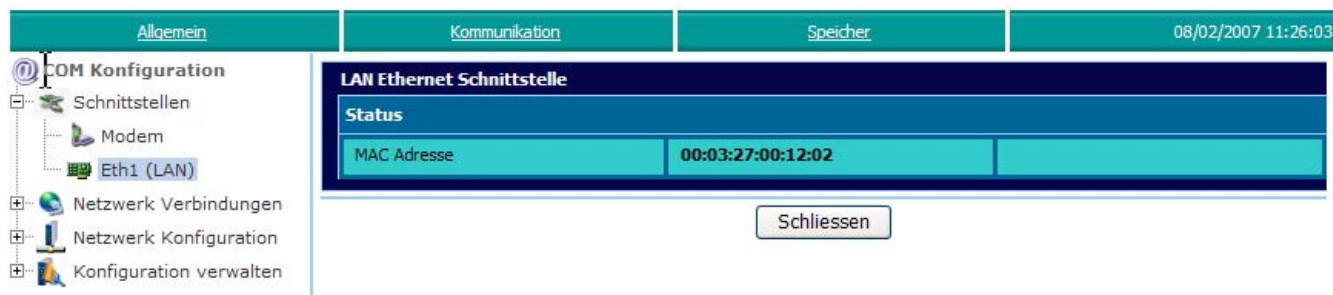 Allgemein
Kommunikation
Speicher
08/02/2007 11:26:03
COM Konfiguration
Schnittstellen
Modem
Eth1 (LAN)
Netzwerk Verbindungen
Netzwerk Konfiguration
Konfiguration verwalten
LAN Ethernet Schnittstelle
Status
MAC Adresse 00:03:27:00:12:02
Schliessen